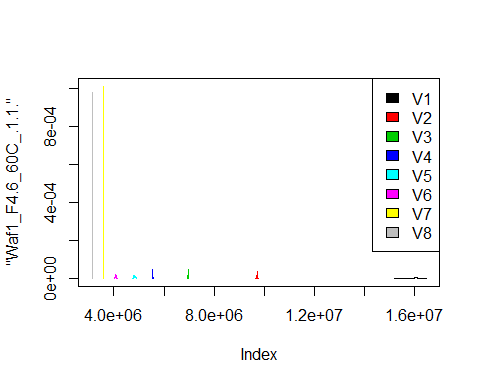 "Waf1_F4.6_60C_.1.1."
8e-04
4e-04
0e+00
V1
V2
V3
V4
V5
V6
V7
V8
4.0e+06 8.0e+06 1.2e+07 1.6e+07
Index